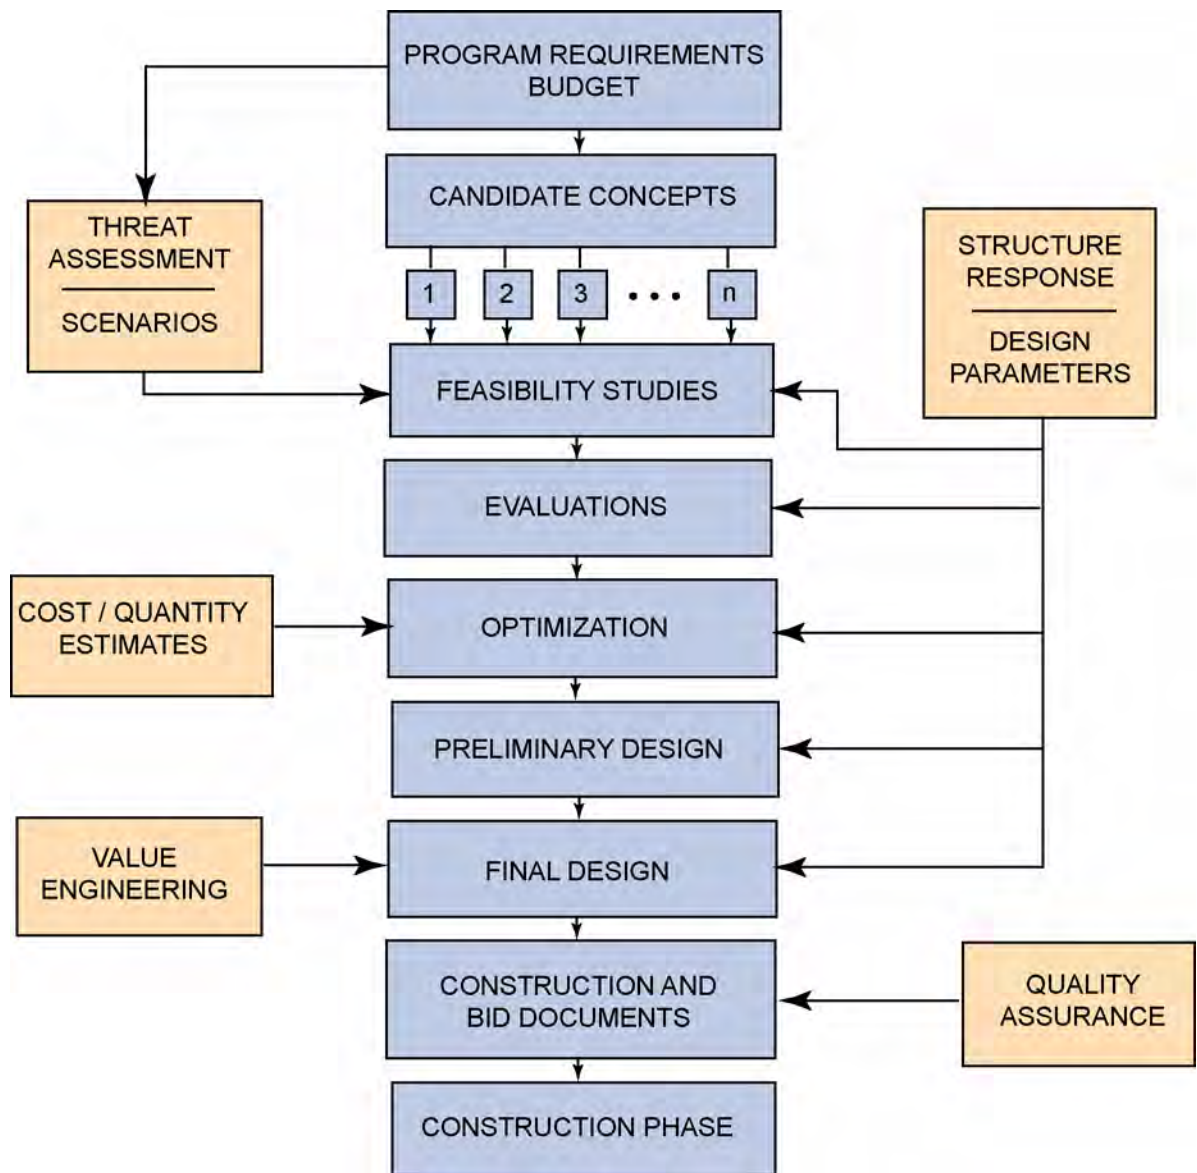 PROGRAM REQUIREMENTS
BUDGET
CANDIDATE CONCEPTS
THREAT
ASSESSMENT
SCENARIOS
STRUCTURE
RESPONSE
DESIGN
PARAMETERS
1 2 3 • • • n
FEASIBILITY STUDIES
EVALUATIONS
COST / QUANTITY
ESTIMATES
OPTIMIZATION
PRELIMINARY DESIGN
VALUE
ENGINEERING
FINAL DESIGN
CONSTRUCTION AND
BID DOCUMENTS
QUALITY
ASSURANCE
CONSTRUCTION PHASE